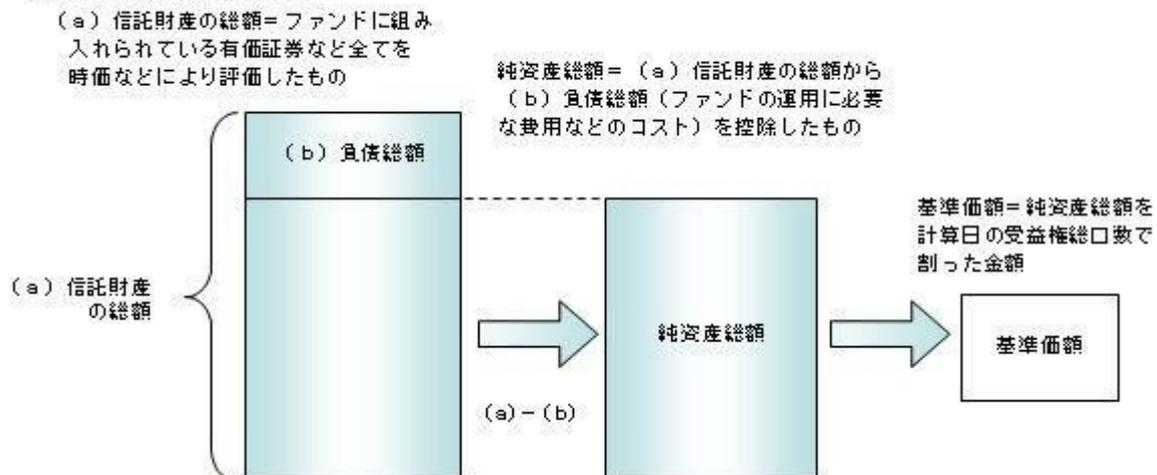 (a)信託財産の総額=ファンドに組み
入れられている有価証券など全てを
時価などにより評価したもの
純資産総額=(a)信託財産の総額から
(b)負債総額(ファンドの運用に必要
な費用などのコスト)を控除したもの
(b)負債総額
基準価額=純資産総額を
計算日の受益権総口数で
割った金額
(a)信託財産
の総額
純資産総額
基準価額
(a)-(b)